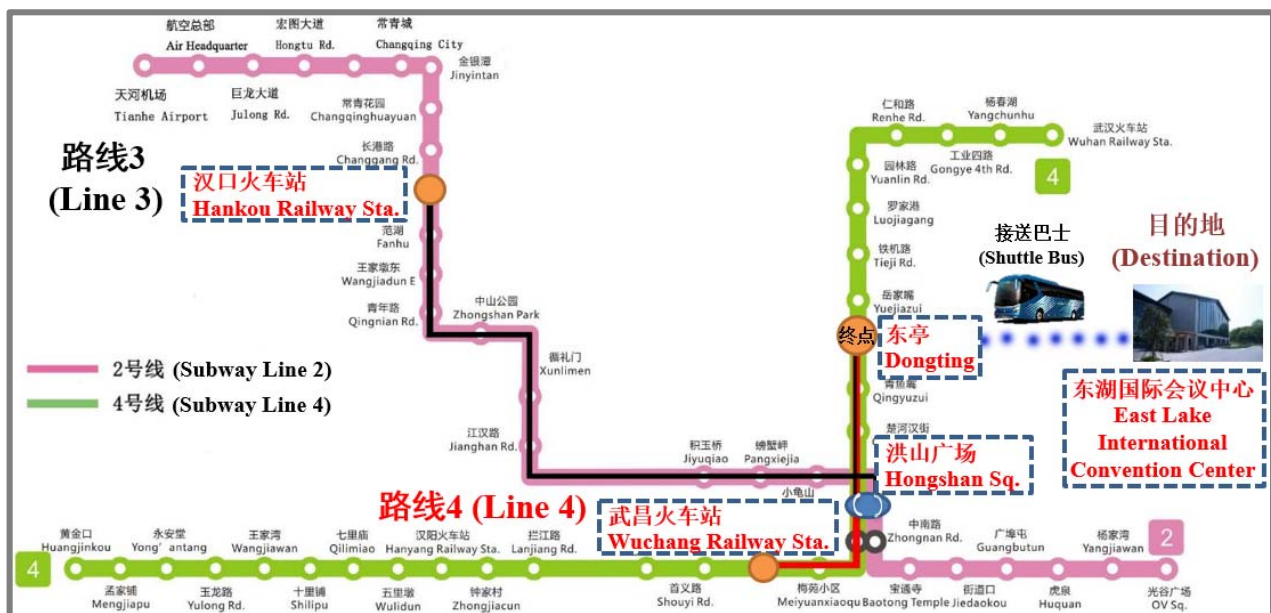 航空总部
Air Headquarter
宏图大道
Hongtu Rd.
常青城
Changqing City
金银潭
Jinyintan
天河机场
Tianhe Airport
巨龙大道
Julong Rd.
常青花园
Changqinghuayuan
长港路
Changgang Rd.
路线3
(Line 3)
汉口火车站
Hankou Railway Sta.
范湖
Fanhu
王家墩东
Wangjiadun E
青年路
Qingnian Rd.
中山公园
Zhongshan Park
循礼门
Xunlimen
江汉路
Jianghan Rd.
积玉桥
Jiyuqiao
螃蟹岬
Pangxiejia
小龟山
2号线 (Subway Line 2)
4号线 (Subway Line 4)
仁和路
Renhe Rd.
杨春湖
Yangchunhu
武汉火车站
Wuhan Railway Sta.
4
园林路
Yuanlin Rd.
工业四路
Gongye 4th Rd.
罗家港
Luojiagang
铁机路
Tieji Rd.
岳家嘴
Yuejiazui
终点
东亭
Dongting
接送巴士
(Shuttle Bus)
目的地
(Destination)
东湖国际会议中心
East Lake
International
Convention Center
青鱼嘴
Qingyuzui
楚河汉街
洪山广场
Hongshan Sq.
路线4 (Line 4)
武昌火车站
Wuchang Railway Sta.
中南路
Zhongnan Rd.
广埠屯
Guangbutun
杨家湾
Yangjiawan
2
黄金口
Huangjinkou
永安堂
Yong’antang
王家湾
Wangjiawan
七里庙
Qilimiao
汉阳火车站
Hanyang Railway Sta.
拦江路
Lanjiang Rd.
4
孟家铺
Mengjiapu
玉龙路
Yulong Rd.
十里铺
Shilipu
五里墩
Wulidun
钟家村
Zhongjiacun
首义路
Shouyi Rd.
梅苑小区
Meiyuanxiaoqu
宝通寺
Baotong Temple
街道口
Jiedaokou
虎泉
Huquan
光谷广场
OV Sq.